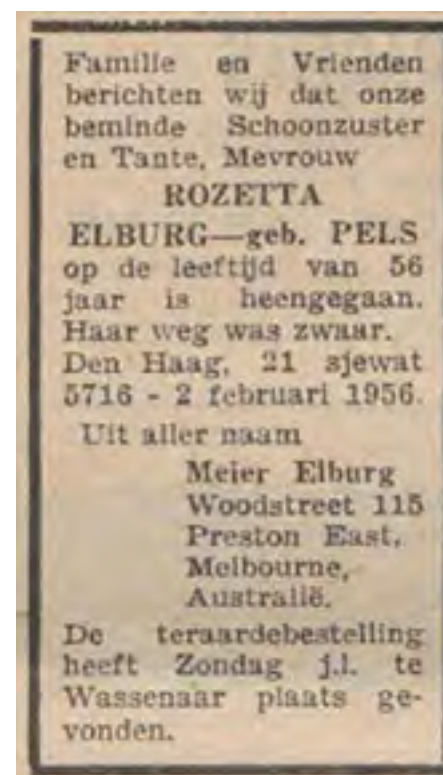 Familie en Vrienden
berichten wij dat onze
beminde Schoonzuster
en Tante, Mevrouw
ROZETTA
ELBURG—geb. PELS
op de leeftijd van 56
jaar is heengegaan.
Haar weg was zwaar.
Den Haag, 21 sjewat
5716 - 2 februari 1956.
Uit aller naam
Meier Elburg
Woodstreet 115
Preston East,
Melbourne,
Australië.
De teraardebestelling
heeft Zondag j.l. te
Wassenaar plaats ge-
vonden.